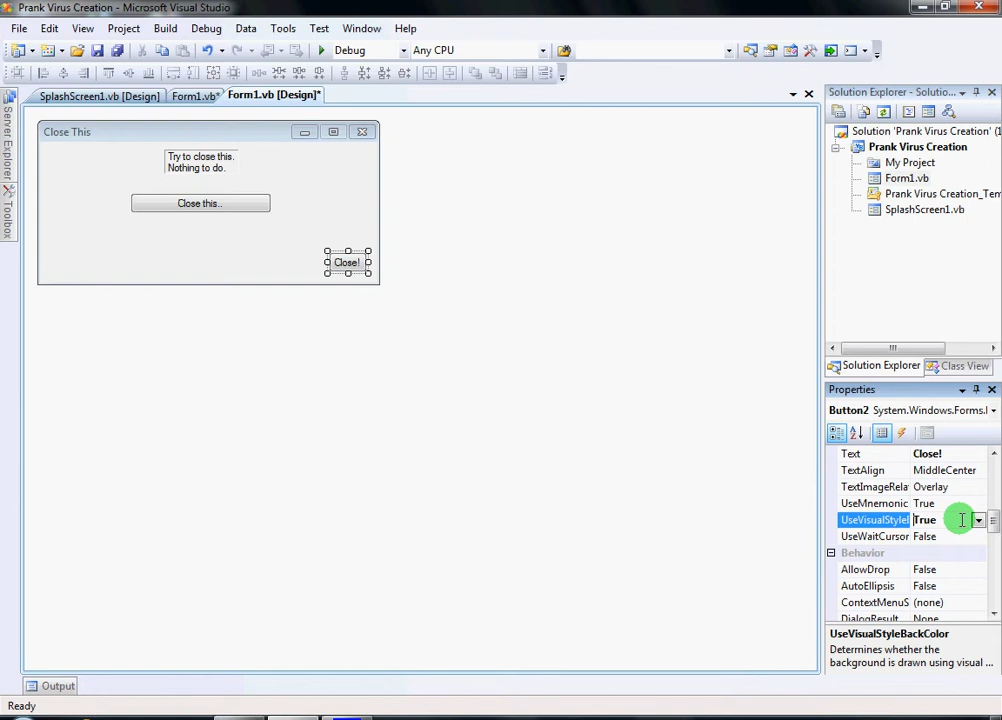 Prank Virus Creation - Microsoft Visual Studio
File Edit View Project Build Debug Data Tools Test Window Help
Debug Any CPU
SplashScreen1.vb [Design] Form1.vb* Form1.vb [Design]*
Server Explorer
Toolbox
Close This
Try to close this.
Nothing to do.
Close this..
Close!
Solution Explorer - Solutio...
Solution 'Prank Virus Creation' (1
Prank Virus Creation
My Project
Form1.vb
Prank Virus Creation_Tem
SplashScreen1.vb
Solution Explorer Class View
Properties
Button2 System.Windows.Forms.
Text Close!
TextAlign MiddleCenter
TextImageRela Overlay
UseMnemonic True
UseVisualStyle True
UseWaitCursor False
Behavior
AllowDrop False
AutoEllipsis False
ContextMenuS (none)
DialogResult None
UseVisualStyleBackColor
Determines whether the
background is drawn using visual ...
Output
Ready